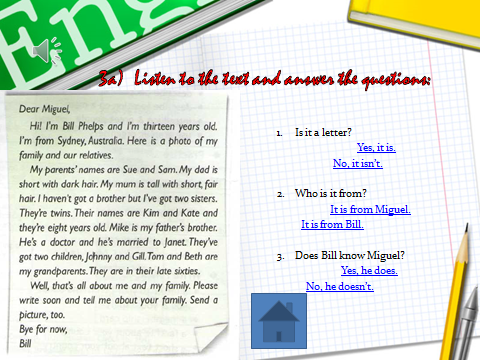 Eng
3a) Listen to the text and answer the questions:
Dear Miguel,
Hi! I'm Bill Phelps and I'm thirteen years old.
I'm from Sydney, Australia. Here is a photo of my
family and our relatives.
My parents' names are Sue and Sam. My dad is
short with dark hair. My mum is tall with short, fair
hair. I haven't got a brother but I've got two sisters.
They're twins. Their names are Kim and Kate and
they're eight years old. Mike is my father's brother.
He's a doctor and he's married to Janet. They've
got two children, Johnny and Gill. Tom and Beth are
my grandparents. They are in their late sixties.
Well, that's all about me and my family. Please
write soon and tell me about your family. Send a
picture, too.
Bye for now,
Bill
1. Is it a letter?
Yes, it is.
No, it isn't.
2. Who is it from?
It is from Miguel.
It is from Bill.
3. Does Bill know Miguel?
Yes, he does.
No, he doesn't.